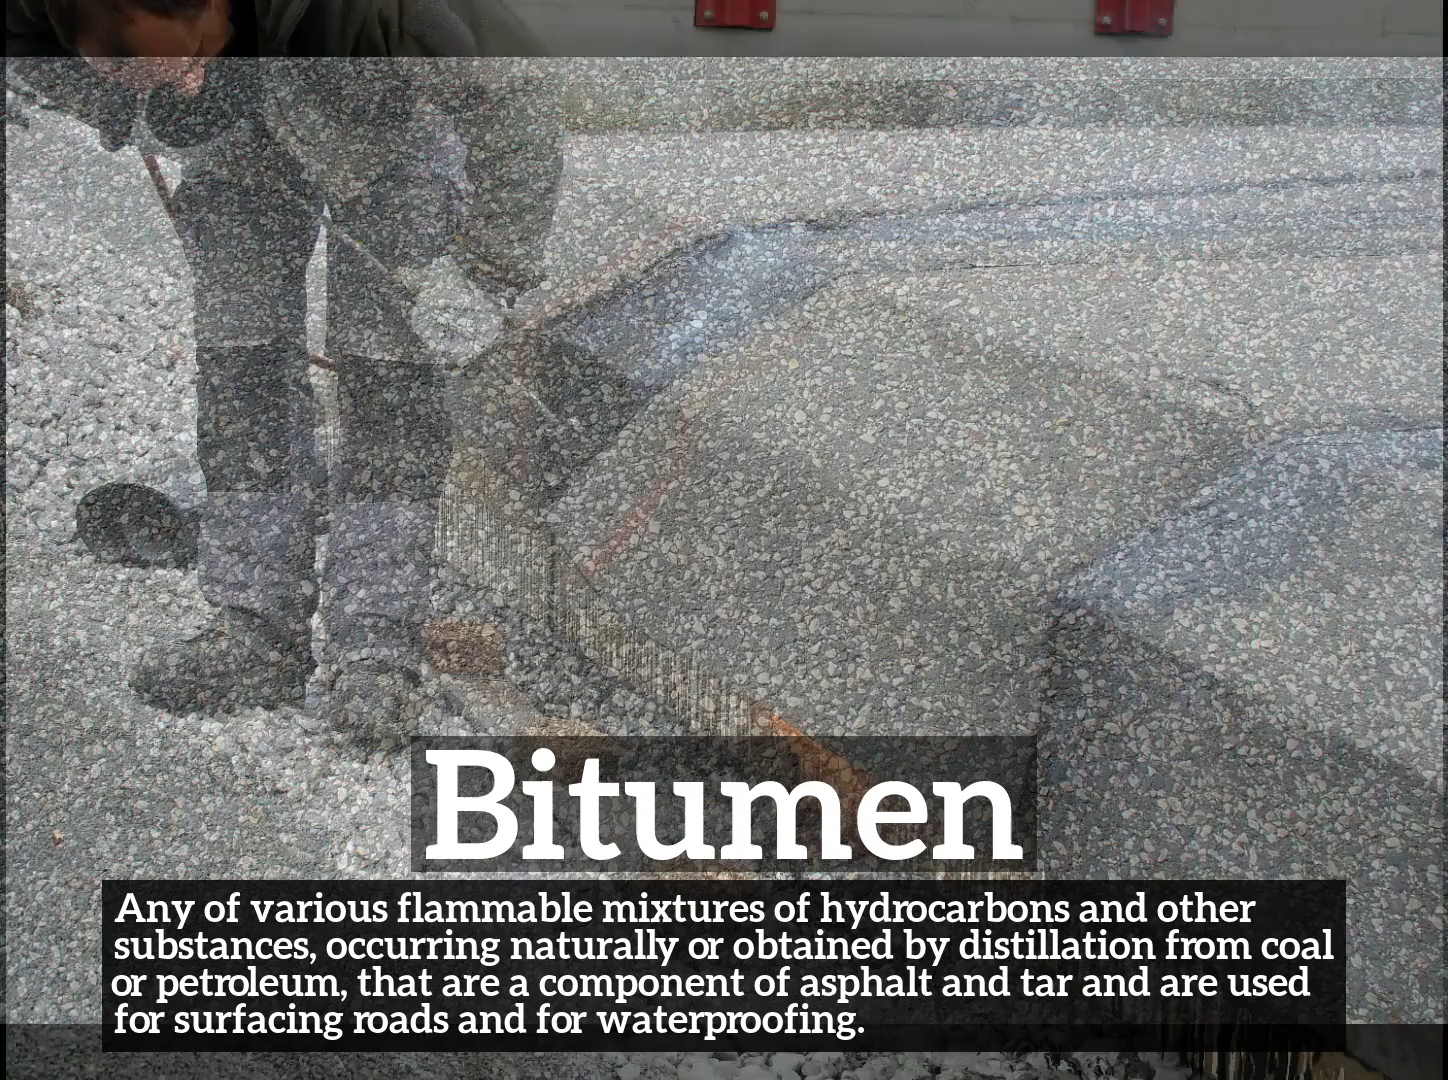 Bitumen
Any of various flammable mixtures of hydrocarbons and other
substances, occurring naturally or obtained by distillation from coal
or petroleum, that are a component of asphalt and tar and are used
for surfacing roads and for waterproofing.